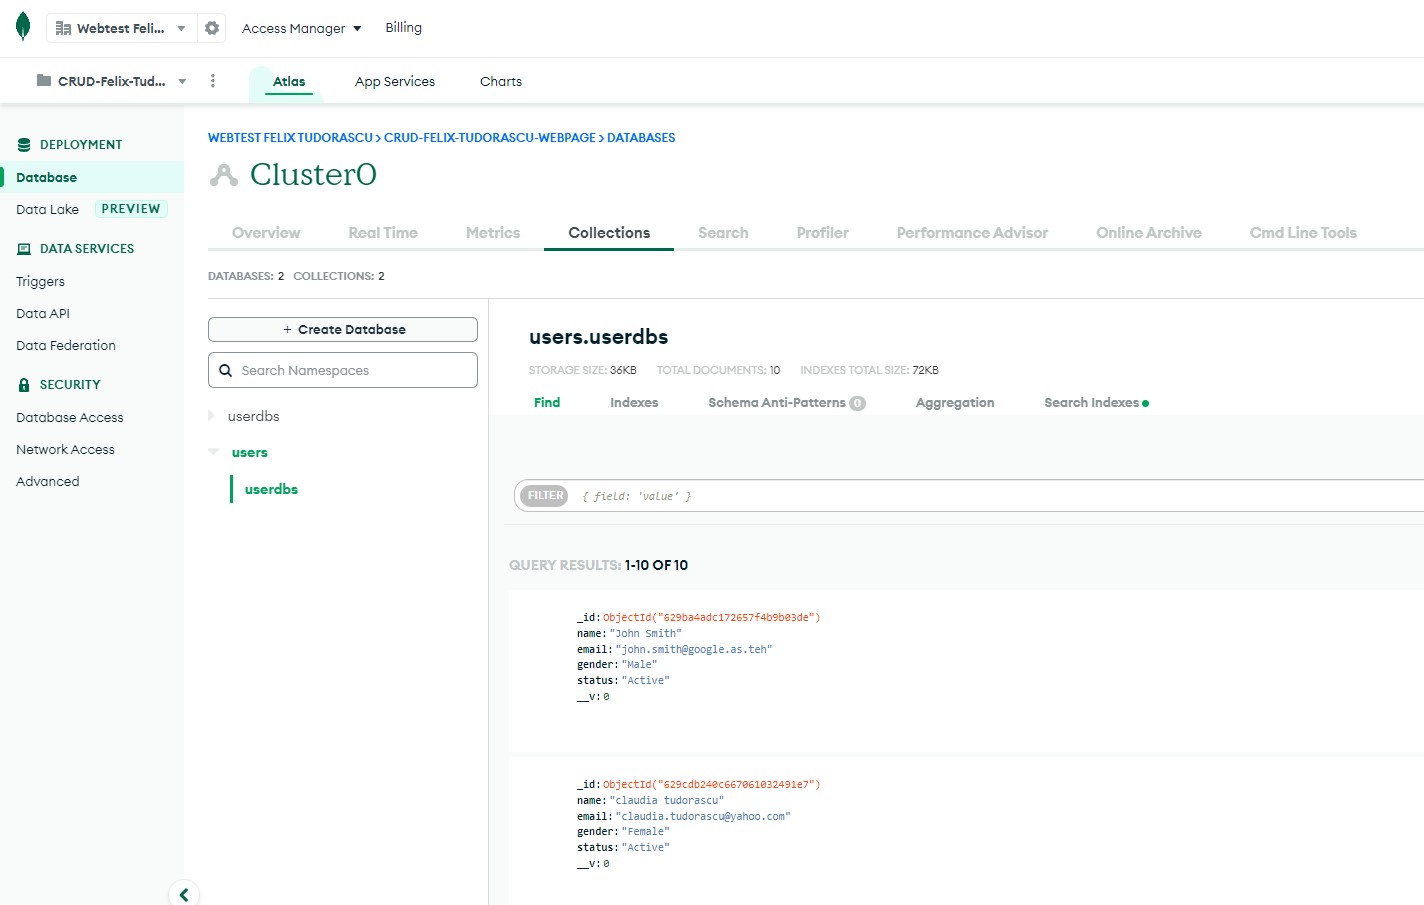 Webtest Feli...
Access Manager
Billing
CRUD-Felix-Tud...
Atlas
App Services
Charts
DEPLOYMENT
Database
Data Lake PREVIEW
DATA SERVICES
Triggers
Data API
Data Federation
SECURITY
Database Access
Network Access
Advanced
WEBTEST FELIX TUDORASCU > CRUD-FELIX-TUDORASCU-WEBPAGE > DATABASES
Cluster0
Overview
Real Time
Metrics
Collections
Search
Profiler
Performance Advisor
Online Archive
Cmd Line Tools
DATABASES: 2 COLLECTIONS: 2
+ Create Database
Search Namespaces
userdbs
users
userdbs
users.userdbs
STORAGE SIZE: 36KB TOTAL DOCUMENTS: 10 INDEXES TOTAL SIZE: 72KB
Find
Indexes
Schema Anti-Patterns 0
Aggregation
Search Indexes
FILTER { field: 'value' }
QUERY RESULTS: 1-10 OF 10
_id: ObjectId("629ba4adc172657f4b9b03de")
name: "John Smith"
email: "john.smith@google.as.teh"
gender: "Male"
status: "Active"
__v: 0
_id: ObjectId("629cdb240c667061032491e7")
name: "claudia tudorascu"
email: "claudia.tudorascu@yahoo.com"
gender: "Female"
status: "Active"
__v: 0